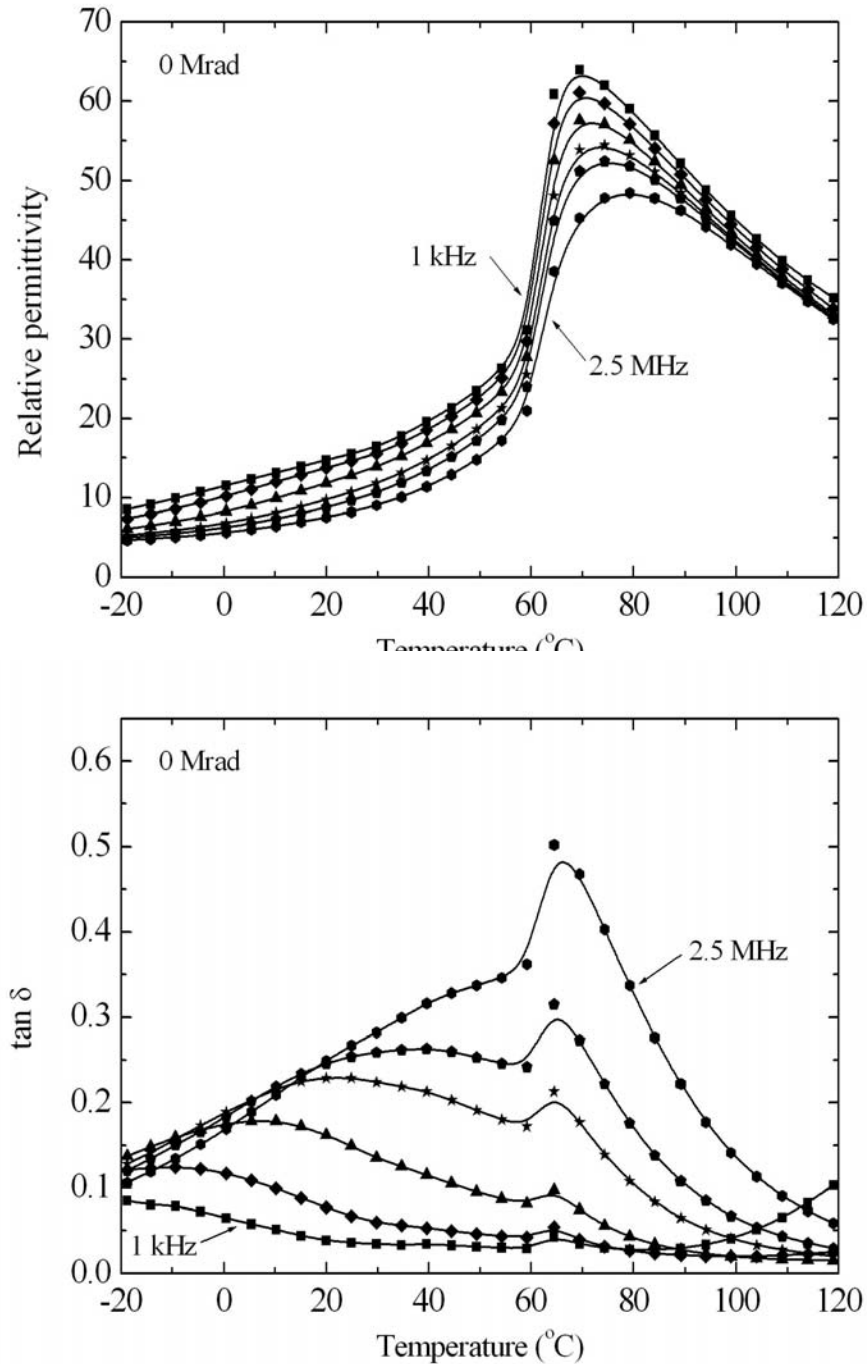 70
60
50
40
30
20
10
0
Relative permittivity
0 Mrad
1 kHz
2.5 MHz
-20 0 20 40 60 80 100 120
Temperature (°C)
0.6
0.5
0.4
0.3
0.2
0.1
0.0
tan δ
0 Mrad
2.5 MHz
1 kHz
-20 0 20 40 60 80 100 120
Temperature (°C)